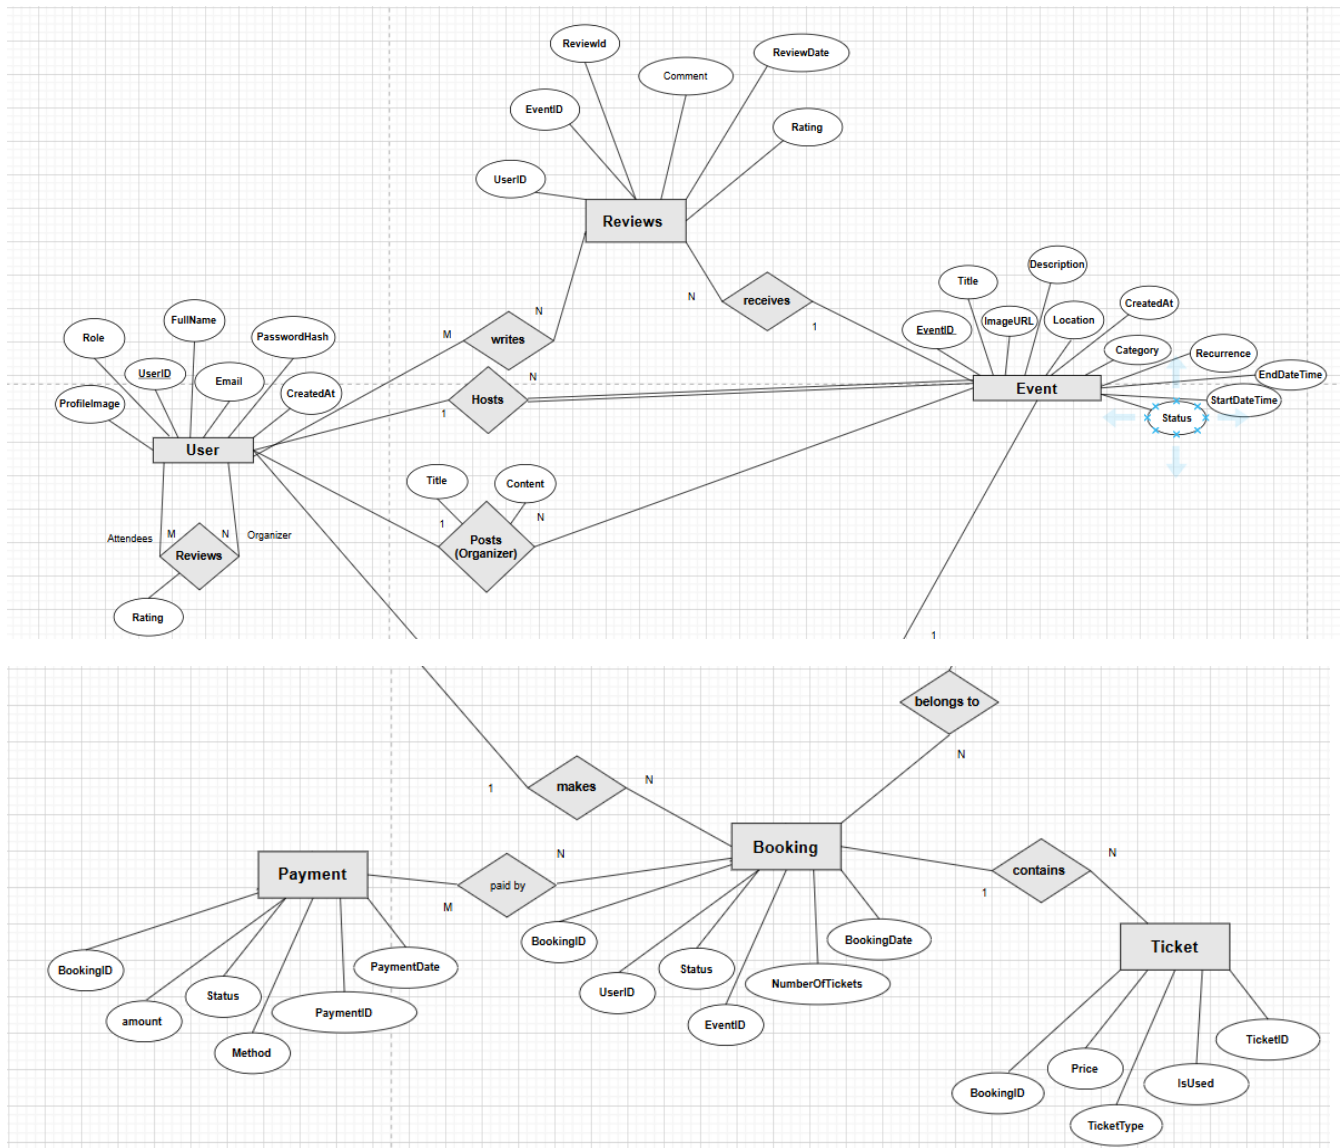 ReviewId
ReviewDate
Comment
EventID
Rating
UserID
Reviews
Description
Title
receives
N
CreatedAt
FullName
ImageURL
Location
EventID
N
1
Role
PasswordHash
M
writes
Category
Recurrence
UserID
Email
N
EndDateTime
CreatedAt
Event
ProfileImage
Hosts
1
StartDateTime
Status
User
Title
Content
1
N
Attendees
M
N
Organizer
Posts
(Organizer)
Reviews
Rating
1
belongs to
N
makes
N
1
Booking
N
Payment
N
contains
paid by
1
M
BookingID
BookingDate
Ticket
BookingID
PaymentDate
Status
NumberOfTickets
Status
UserID
PaymentID
amount
EventID
TicketID
Method
Price
IsUsed
BookingID
TicketType